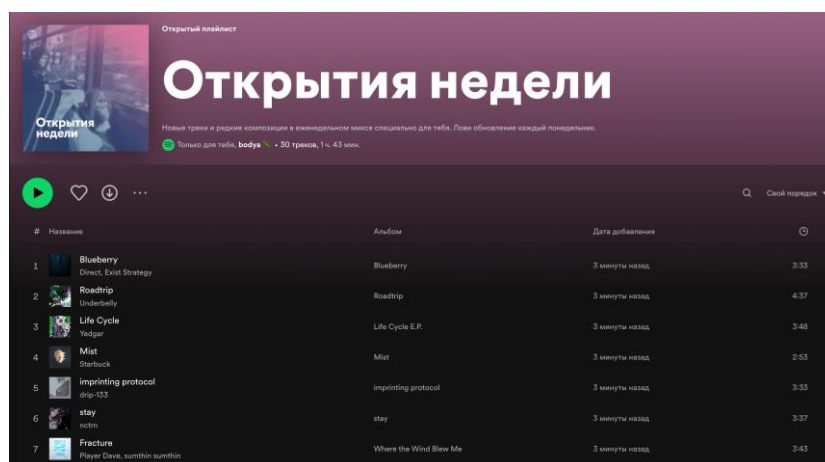 Открытый плейлист
Открытия недели
Открытия
недели
Новые треки и редкие композиции в еженедельном миксе специально для тебя. Лови обновление каждый понедельник.
Только для тебя, bodya • 30 треков, 1 ч. 43 мин.
Свой порядок
# Название Альбом Дата добавления
1 Blueberry Blueberry 3 минуты назад 3:33
Direct, Exist Strategy
2 Roadtrip Roadtrip 3 минуты назад 4:37
Underbelly
3 Life Cycle Life Cycle E.P. 3 минуты назад 3:48
Yedgar
4 Mist Mist 3 минуты назад 2:53
Starbuck
5 imprinting protocol imprinting protocol 3 минуты назад 3:33
drip-133
6 stay stay 3 минуты назад 3:37
nctrn
7 Fracture Where the Wind Blew Me 3 минуты назад 3:43
Player Dave, sumthin sumthin